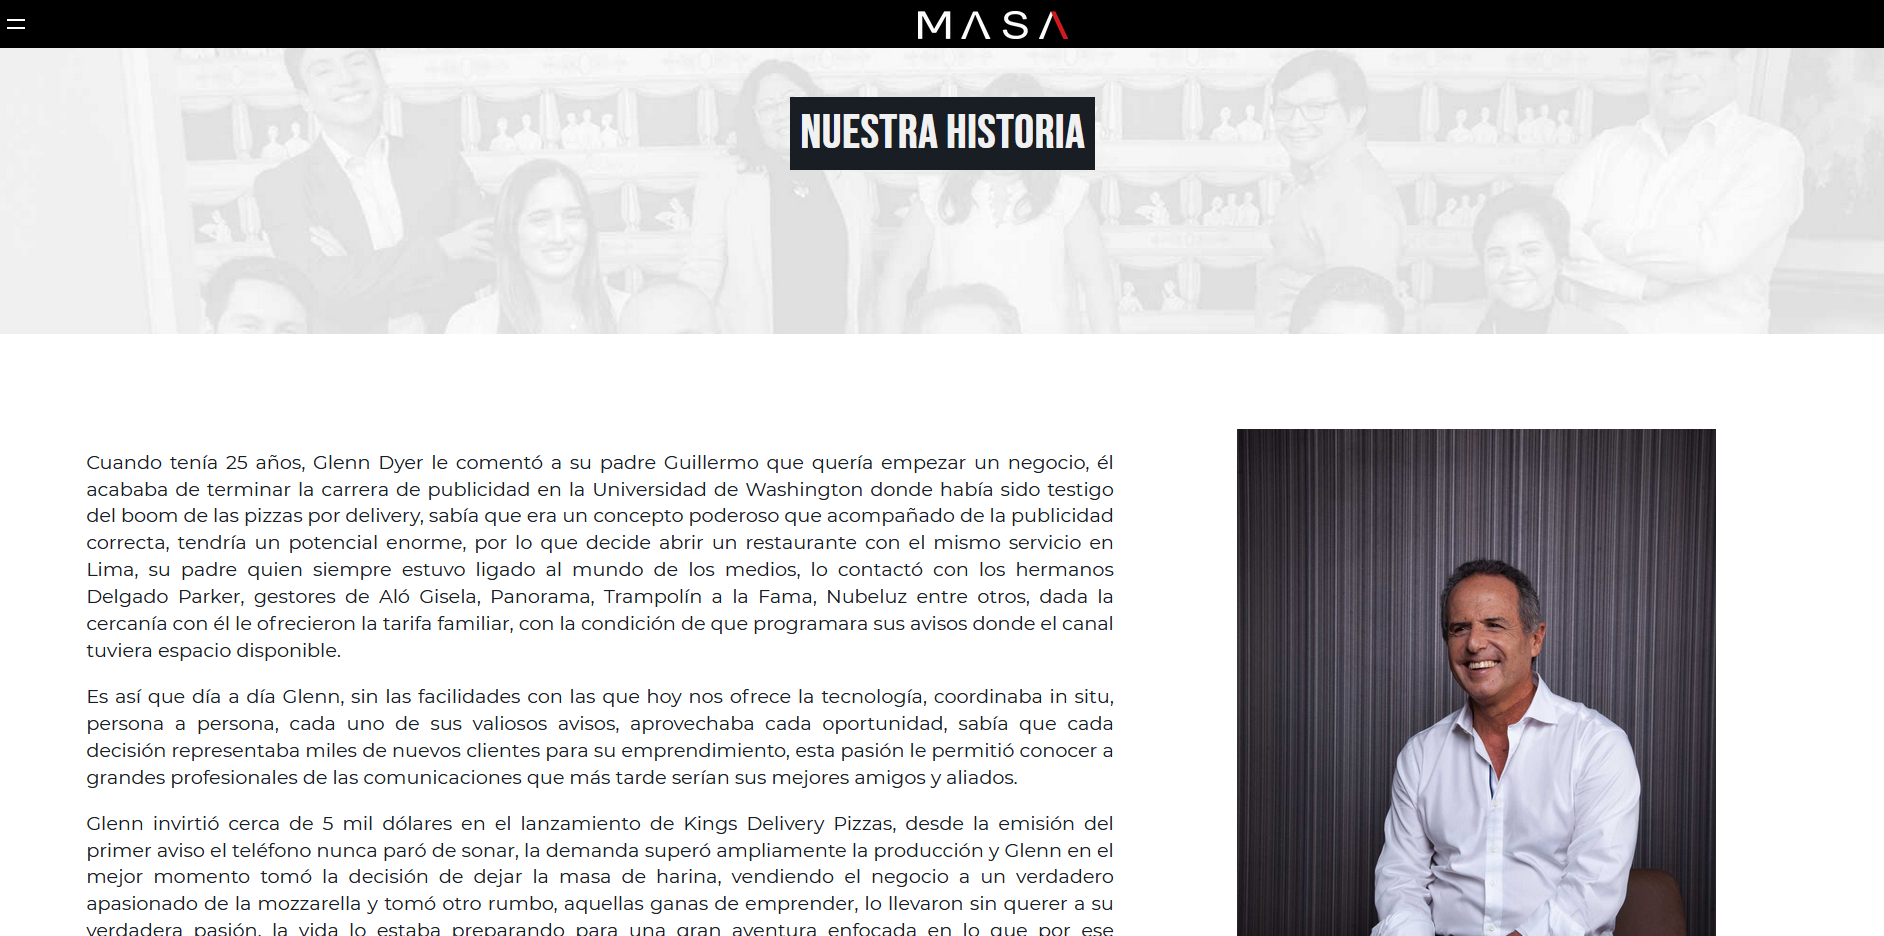 MASA
NUESTRA HISTORIA
Cuando tenía 25 años, Glenn Dyer le comentó a su padre Guillermo que quería empezar un negocio, él
acababa de terminar la carrera de publicidad en la Universidad de Washington donde había sido testigo
del boom de las pizzas por delivery, sabía que era un concepto poderoso que acompañado de la publicidad
correcta, tendría un potencial enorme, por lo que decide abrir un restaurante con el mismo servicio en
Lima, su padre quien siempre estuvo ligado al mundo de los medios, lo contactó con los hermanos
Delgado Parker, gestores de Aló Gisela, Panorama, Trampolín a la Fama, Nubeluz entre otros, dada la
cercanía con él le ofrecieron la tarifa familiar, con la condición de que programara sus avisos donde el canal
tuviera espacio disponible.
Es así que día a día Glenn, sin las facilidades con las que hoy nos ofrece la tecnología, coordinaba in situ,
persona a persona, cada uno de sus valiosos avisos, aprovechaba cada oportunidad, sabía que cada
decisión representaba miles de nuevos clientes para su emprendimiento, esta pasión le permitió conocer a
grandes profesionales de las comunicaciones que más tarde serían sus mejores amigos y aliados.
Glenn invirtió cerca de 5 mil dólares en el lanzamiento de Kings Delivery Pizzas, desde la emisión del
primer aviso el teléfono nunca paró de sonar, la demanda superó ampliamente la producción y Glenn en el
mejor momento tomó la decisión de dejar la masa de harina, vendiendo el negocio a un verdadero
apasionado de la mozzarella y tomó otro rumbo, aquellas ganas de emprender, lo llevaron sin querer a su
verdadera pasión, la vida lo estaba preparando para una gran aventura enfocada en lo que por ese